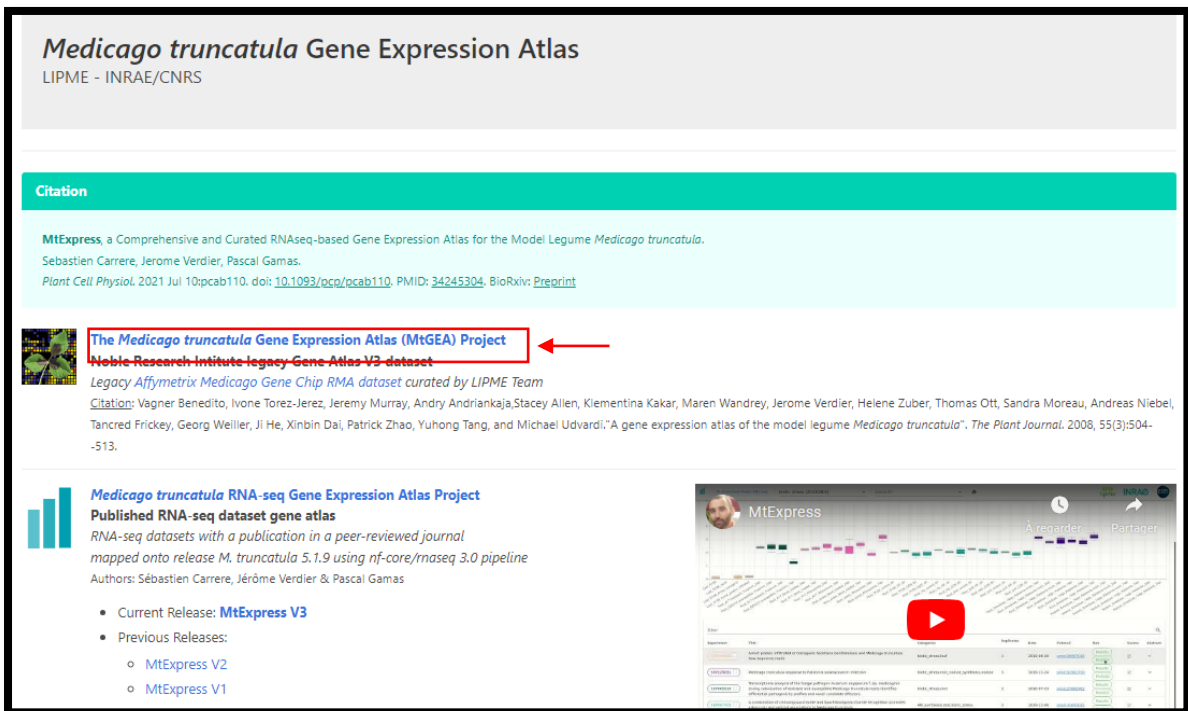 Medicago truncatula Gene Expression Atlas
LIPME - INRAE/CNRS
Citation
MtExpress, a Comprehensive and Curated RNAseq-based Gene Expression Atlas for the Model Legume Medicago truncatula.
Sebastien Carrere, Jerome Verdier, Pascal Gamas.
Plant Cell Physiol. 2021 Jul 10:pcab110. doi: 10.1093/pcp/pcab110. PMID: 34245304. BioRxiv: Preprint
The Medicago truncatula Gene Expression Atlas (MtGEA) Project
Noble Research Intitute legacy Gene Atlas V3 dataset
Legacy Affymetrix Medicago Gene Chip RMA dataset curated by LIPME Team
Citation: Vagner Benedito, Ivone Torez-Jerez, Jeremy Murray, Andry Andriankaja,Stacey Allen, Klementina Kakar, Maren Wandrey, Jerome Verdier, Helene Zuber, Thomas Ott, Sandra Moreau, Andreas Niebel,
Tancred Frickey, Georg Weiller, Ji He, Xinbin Dai, Patrick Zhao, Yuhong Tang, and Michael Udvardi."A gene expression atlas of the model legume Medicago truncatula". The Plant Journal. 2008, 55(3):504-
-513.
Medicago truncatula RNA-seq Gene Expression Atlas Project
Published RNA-seq dataset gene atlas
RNA-seq datasets with a publication in a peer-reviewed journal
mapped onto release M. truncatula 5.1.9 using nf-core/rnaseq 3.0 pipeline
Authors: Sébastien Carrere, Jérôme Verdier & Pascal Gamas
• Current Release: MtExpress V3
• Previous Releases:
MtExpress V2
MtExpress V1
INRAE
MtExpress
À regarder
Partager